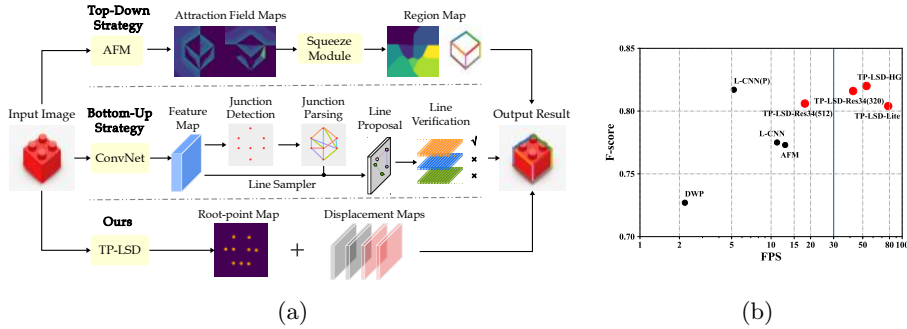 Top-Down
Strategy
AFM
Attraction Field Maps
Squeeze
Module
Region Map
Input Image
Bottom-Up
Strategy
ConvNet
Feature
Map
Junction
Detection
Junction
Parsing
Line
Proposal
Line
Verification
√
×
×
Line Sampler
Output Result
Ours
TP-LSD
Root-point Map
+
Displacement Maps
(a)
0.85
0.80
0.75
0.70
F-score
L-CNN(P)
TP-LSD-HG
TP-LSD-Res34(320)
TP-LSD-Res34(512)
TP-LSD-Lite
L-CNN
AFM
DWP
1 2 5 10 20 30 40 60 80 100
FPS
(b)